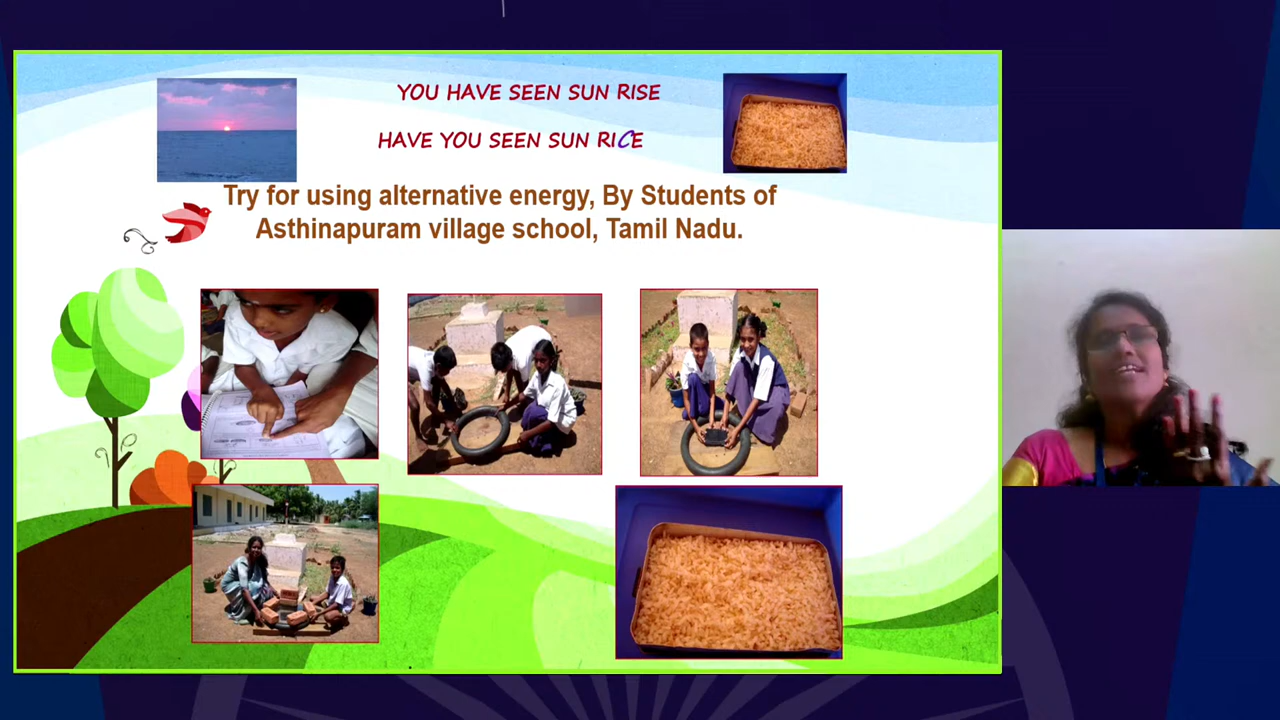 YOU HAVE SEEN SUN RISE
HAVE YOU SEEN SUN RICE
Try for using alternative energy, By Students of
Asthinapuram village school, Tamil Nadu.